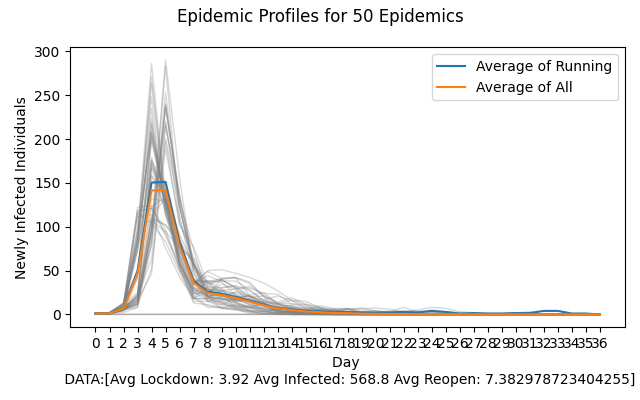 Epidemic Profiles for 50 Epidemics
300
250
200
150
100
50
0
Newly Infected Individuals
Average of Running
Average of All
0 1 2 3 4 5 6 7 8 9 10 11 12 13 14 15 16 17 18 19 20 21 22 23 24 25 26 27 28 29 30 31 32 33 34 35 36
Day
DATA:[Avg Lockdown: 3.92 Avg Infected: 568.8 Avg Reopen: 7.382978723404255]